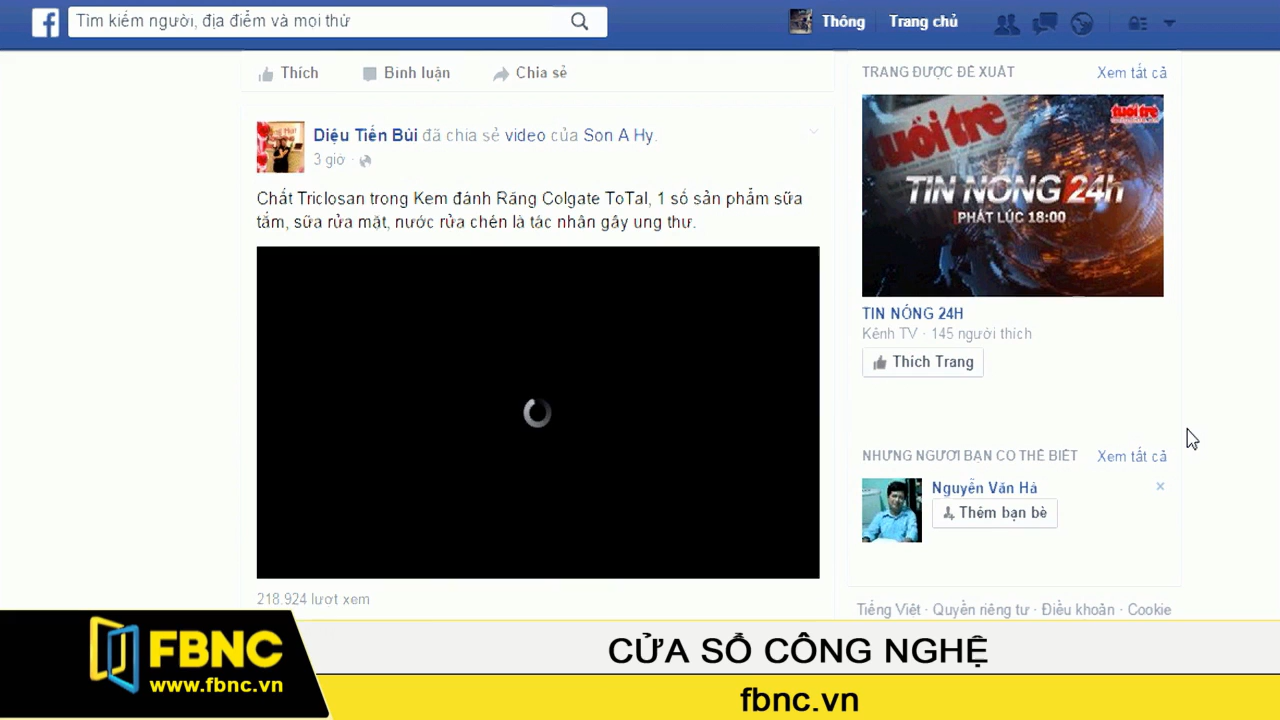 Tìm kiếm người, địa điểm và mọi thứ
Thông
Trang chủ
Thích
Bình luận
Chia sẻ
Diệu Tiến Bùi đã chia sẻ video của Son A Hy.
3 giờ ·
Chất Triclosan trong Kem đánh Răng Colgate ToTal, 1 số sản phẩm sữa
tắm, sữa rửa mặt, nước rửa chén là tác nhân gây ung thư.
218.924 lượt xem
TRANG ĐƯỢC ĐỀ XUẤT
Xem tất cả
tuổi trẻ
tuổi trẻ
TIN NÓNG 24h
PHÁT LÚC 18:00
TIN NÓNG 24H
Kênh TV · 145 người thích
Thích Trang
NHỮNG NGƯỜI BẠN CÓ THỂ BIẾT
Xem tất cả
Nguyễn Văn Hà
Thêm bạn bè
Tiếng Việt · Quyền riêng tư · Điều khoản · Cookie
FBNC
www.fbnc.vn
CỬA SỔ CÔNG NGHỆ
fbnc.vn